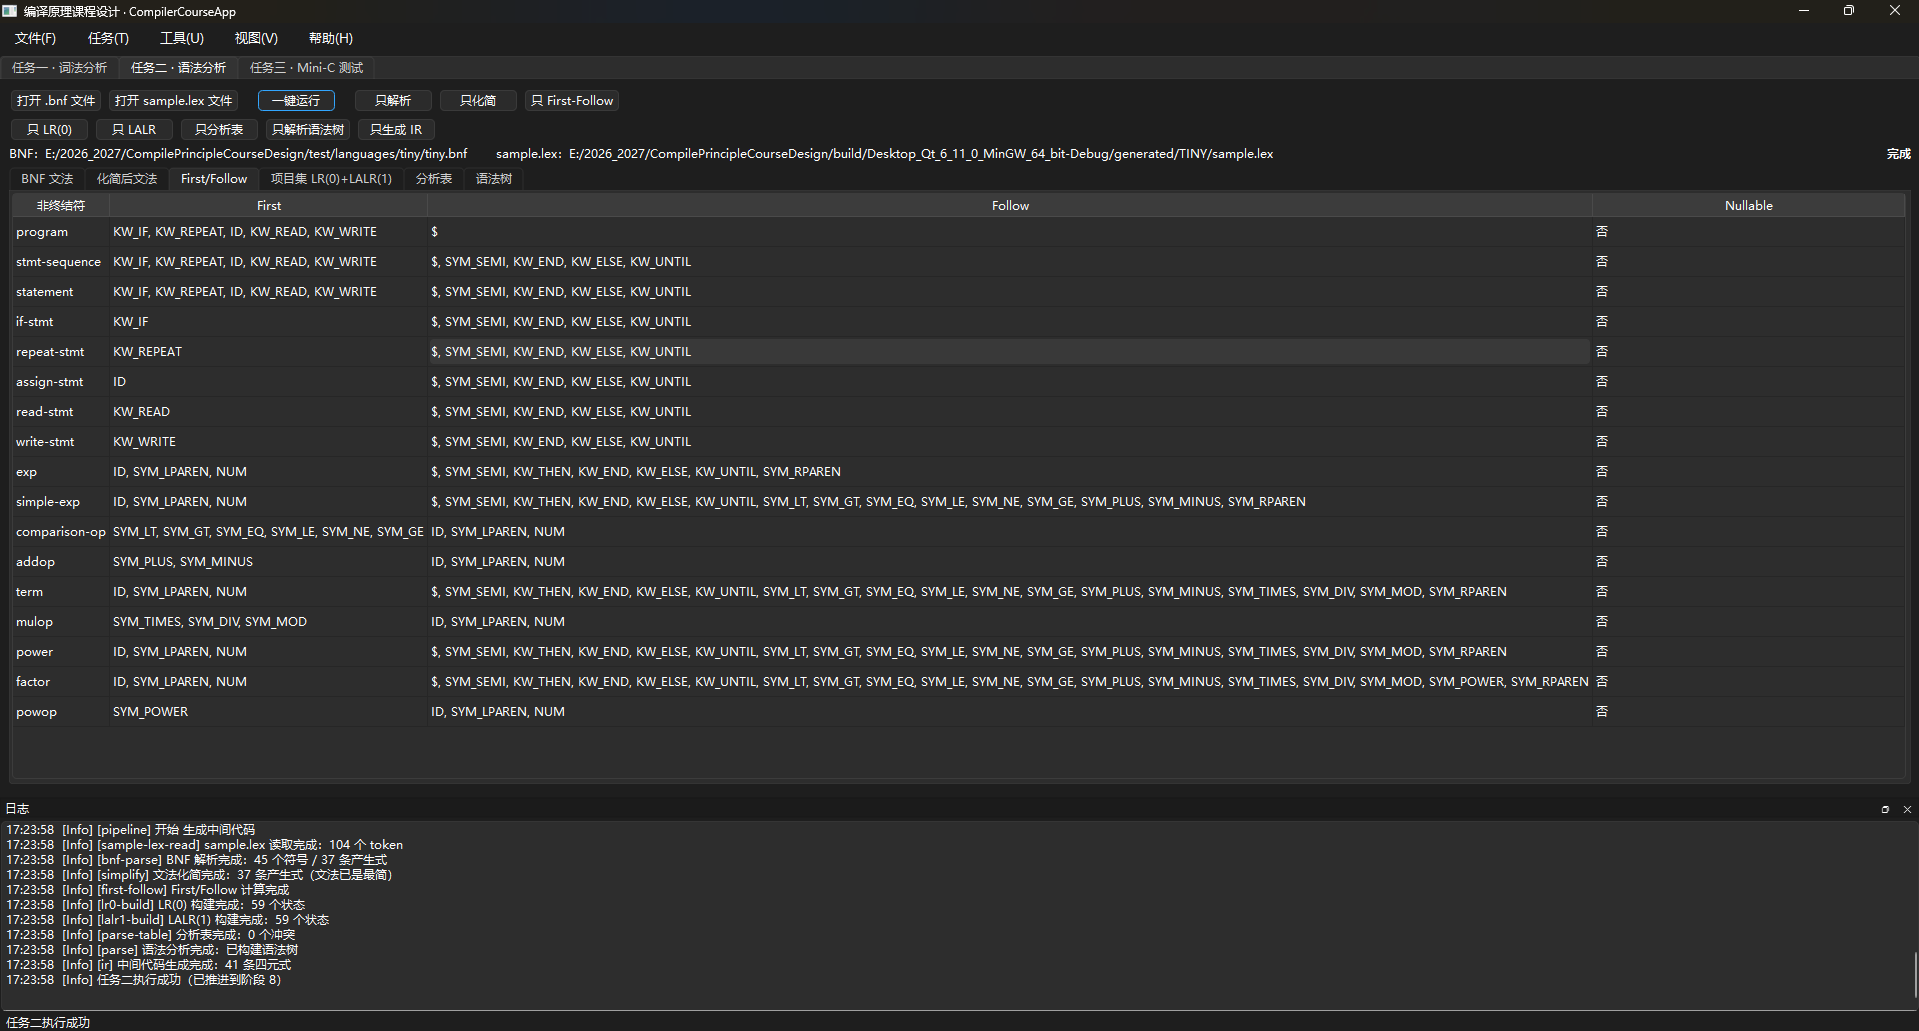 编译原理课程设计 · CompilerCourseApp
文件(F) 任务(T) 工具(U) 视图(V) 帮助(H)
任务一 · 词法分析 任务二 · 语法分析 任务三 · Mini-C 测试
打开 .bnf 文件 打开 sample.lex 文件 一键运行 只解析 只化简 只 First-Follow
只 LR(0) 只 LALR 只分析表 只解析语法树 只生成 IR
BNF: E:/2026_2027/CompilePrincipleCourseDesign/test/languages/tiny/tiny.bnf sample.lex: E:/2026_2027/CompilePrincipleCourseDesign/build/Desktop_Qt_6_11_0_MinGW_64_bit-Debug/generated/TINY/sample.lex 完成
BNF 文法 化简后文法 First/Follow 项目集 LR(0)+LALR(1) 分析表 语法树
非终结符 First Follow Nullable
program KW_IF, KW_REPEAT, ID, KW_READ, KW_WRITE $ 否
stmt-sequence KW_IF, KW_REPEAT, ID, KW_READ, KW_WRITE $, SYM_SEMI, KW_END, KW_ELSE, KW_UNTIL 否
statement KW_IF, KW_REPEAT, ID, KW_READ, KW_WRITE $, SYM_SEMI, KW_END, KW_ELSE, KW_UNTIL 否
if-stmt KW_IF $, SYM_SEMI, KW_END, KW_ELSE, KW_UNTIL 否
repeat-stmt KW_REPEAT $, SYM_SEMI, KW_END, KW_ELSE, KW_UNTIL 否
assign-stmt ID $, SYM_SEMI, KW_END, KW_ELSE, KW_UNTIL 否
read-stmt KW_READ $, SYM_SEMI, KW_END, KW_ELSE, KW_UNTIL 否
write-stmt KW_WRITE $, SYM_SEMI, KW_END, KW_ELSE, KW_UNTIL 否
exp ID, SYM_LPAREN, NUM $, SYM_SEMI, KW_THEN, KW_END, KW_ELSE, KW_UNTIL, SYM_RPAREN 否
simple-exp ID, SYM_LPAREN, NUM $, SYM_SEMI, KW_THEN, KW_END, KW_ELSE, KW_UNTIL, SYM_LT, SYM_GT, SYM_EQ, SYM_LE, SYM_NE, SYM_GE, SYM_PLUS, SYM_MINUS, SYM_RPAREN 否
comparison-op SYM_LT, SYM_GT, SYM_EQ, SYM_LE, SYM_NE, SYM_GE ID, SYM_LPAREN, NUM 否
addop SYM_PLUS, SYM_MINUS ID, SYM_LPAREN, NUM 否
term ID, SYM_LPAREN, NUM $, SYM_SEMI, KW_THEN, KW_END, KW_ELSE, KW_UNTIL, SYM_LT, SYM_GT, SYM_EQ, SYM_LE, SYM_NE, SYM_GE, SYM_PLUS, SYM_MINUS, SYM_TIMES, SYM_DIV, SYM_MOD, SYM_RPAREN 否
mulop SYM_TIMES, SYM_DIV, SYM_MOD ID, SYM_LPAREN, NUM 否
power ID, SYM_LPAREN, NUM $, SYM_SEMI, KW_THEN, KW_END, KW_ELSE, KW_UNTIL, SYM_LT, SYM_GT, SYM_EQ, SYM_LE, SYM_NE, SYM_GE, SYM_PLUS, SYM_MINUS, SYM_TIMES, SYM_DIV, SYM_MOD, SYM_RPAREN 否
factor ID, SYM_LPAREN, NUM $, SYM_SEMI, KW_THEN, KW_END, KW_ELSE, KW_UNTIL, SYM_LT, SYM_GT, SYM_EQ, SYM_LE, SYM_NE, SYM_GE, SYM_PLUS, SYM_MINUS, SYM_TIMES, SYM_DIV, SYM_MOD, SYM_POWER, SYM_RPAREN 否
powop SYM_POWER ID, SYM_LPAREN, NUM 否
日志
17:23:58 [Info] [pipeline] 开始 生成中间代码
17:23:58 [Info] [sample-lex-read] sample.lex 读取完成：104 个 token
17:23:58 [Info] [bnf-parse] BNF 解析完成：45 个符号 / 37 条产生式
17:23:58 [Info] [simplify] 文法化简完成：37 条产生式（文法已是最简）
17:23:58 [Info] [first-follow] First/Follow 计算完成
17:23:58 [Info] [lr0-build] LR(0) 构建完成：59 个状态
17:23:58 [Info] [lalr1-build] LALR(1) 构建完成：59 个状态
17:23:58 [Info] [parse-table] 分析表完成：0 个冲突
17:23:58 [Info] [parse] 语法分析完成：已构建语法树
17:23:58 [Info] [ir] 中间代码生成完成：41 条四元式
17:23:58 [Info] 任务二执行成功（已推进到阶段 8）
任务二执行成功